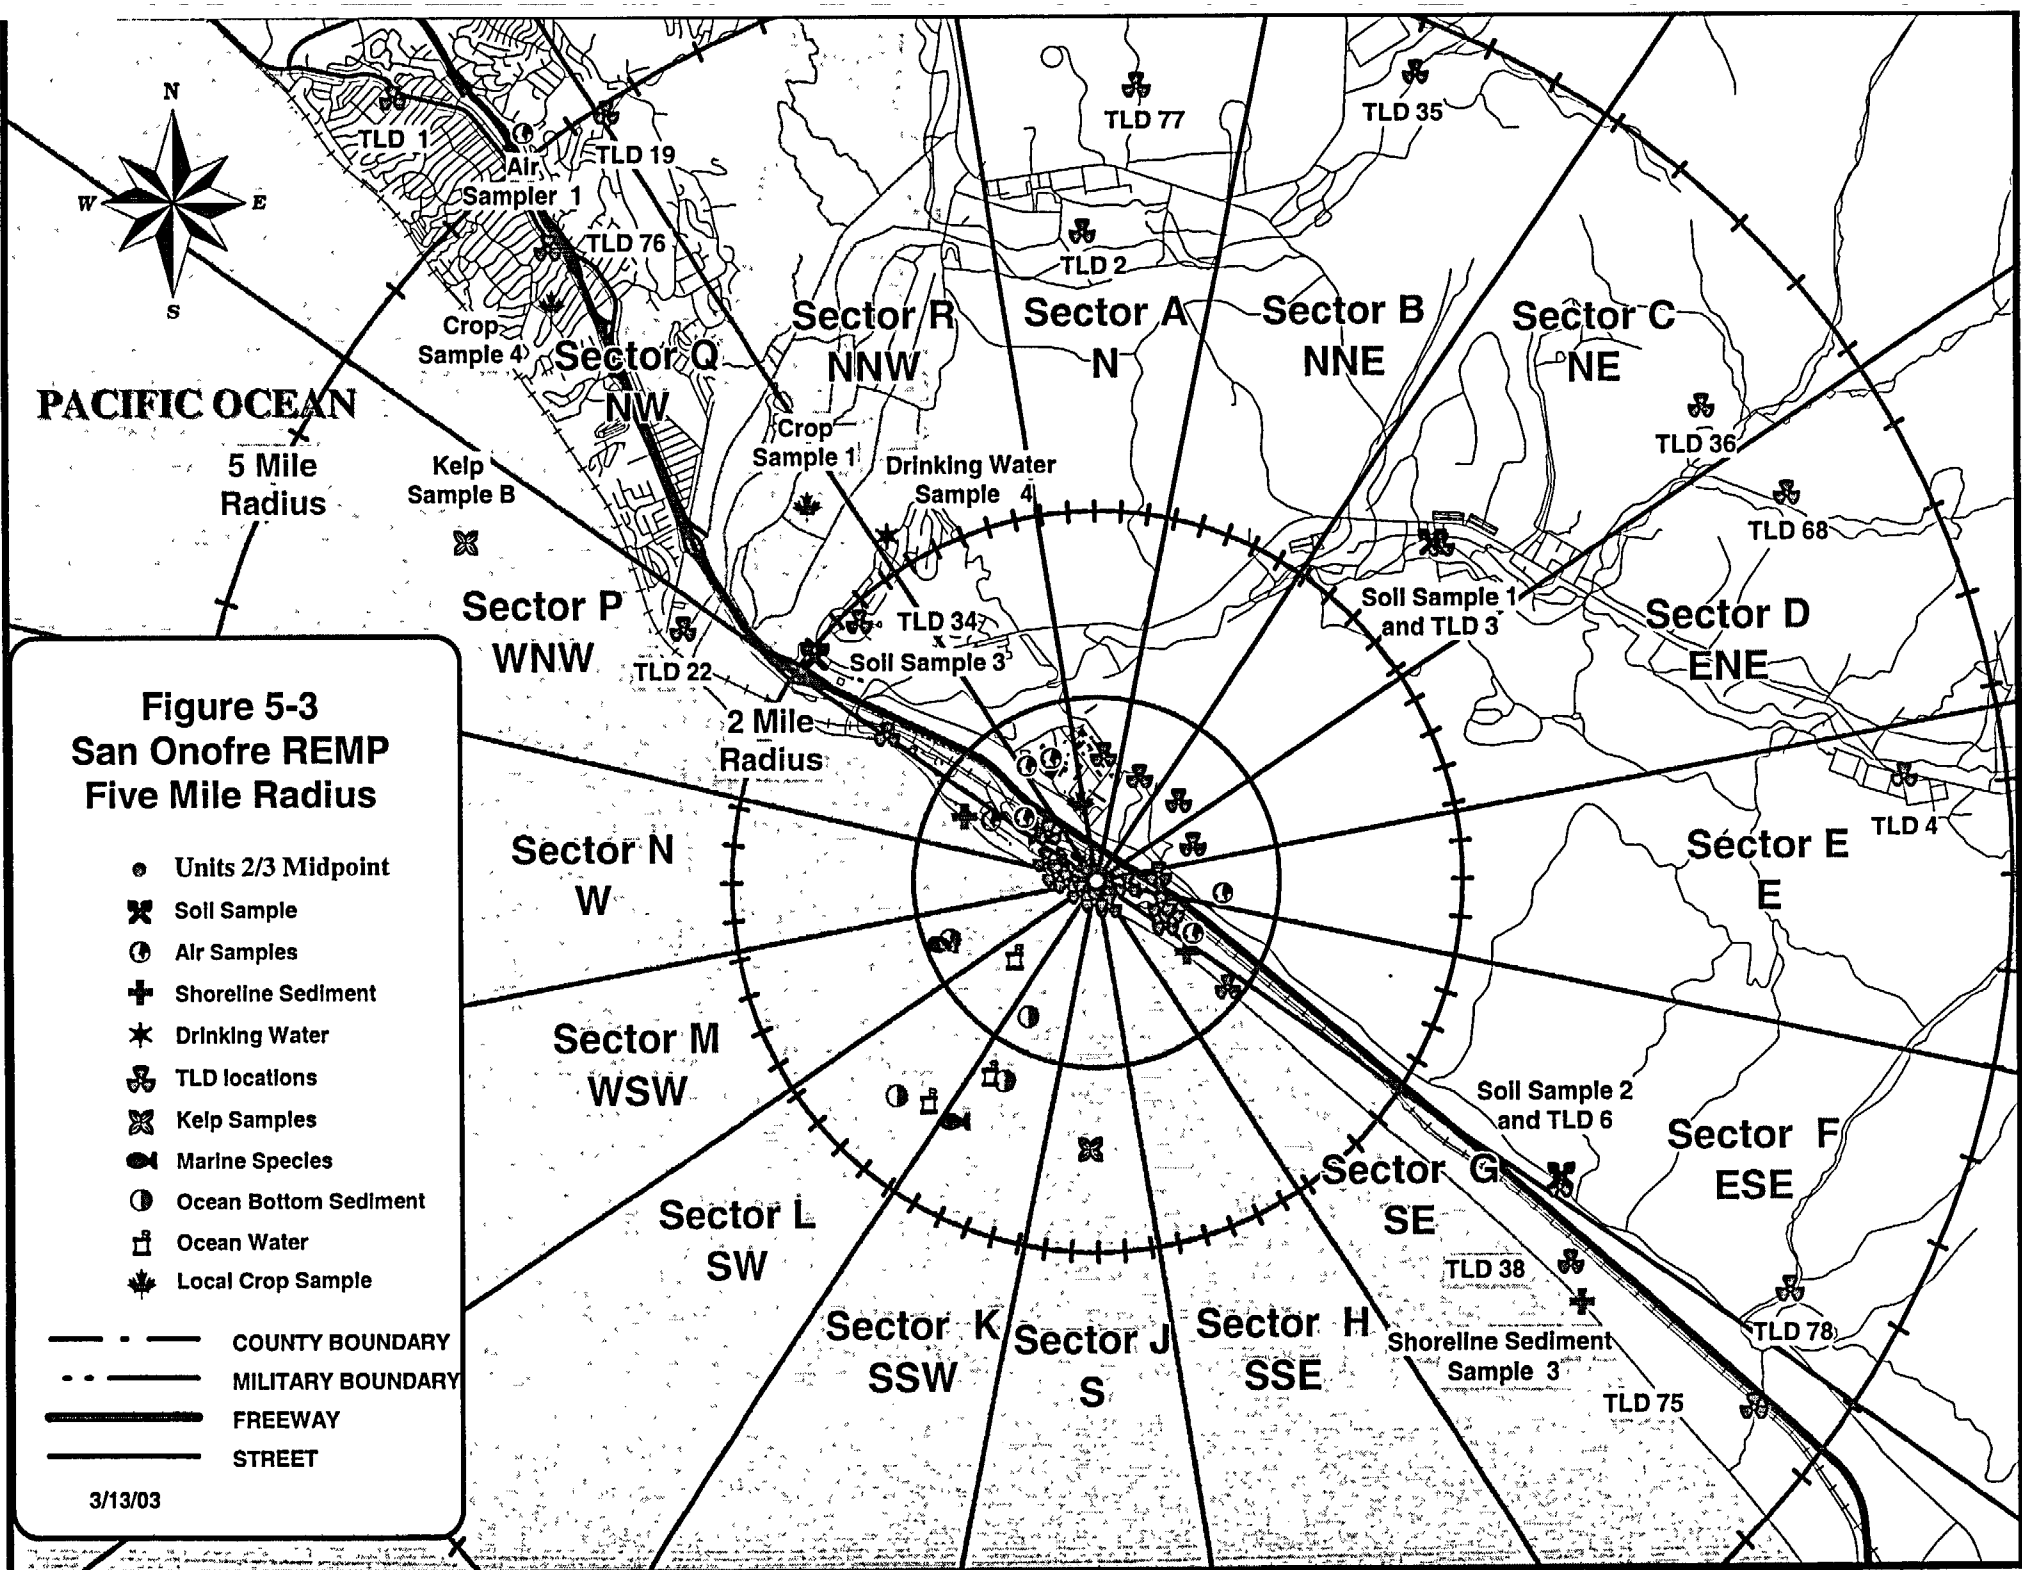 N
W
E
S
TLD 1
Air
Sampler 1
TLD 19
TLD 76
TLD 77
TLD 35
TLD 2
Crop
Sample 4
Sector Q
NW
Sector R
NNW
Sector A
N
Sector B
NNE
Sector C
NE
PACIFIC OCEAN
5 Mile
Radius
Kelp
Sample B
Crop
Sample 1
Drinking Water
Sample 4
TLD 36
TLD 68
Sector P
WNW
TLD 22
TLD 34
Soil Sample 3
Soil Sample 1
and TLD 3
Sector D
ENE
2 Mile
Radius
TLD 4
Sector E
E
Sector N
W
Sector M
WSW
Soil Sample 2
and TLD 6
Sector F
ESE
Sector G
SE
Sector L
SW
TLD 38
Sector K
SSW
Sector J
S
Sector H
SSE
Shoreline Sediment
Sample 3
TLD 78
TLD 75
Figure 5-3
San Onofre REMP
Five Mile Radius
Units 2/3 Midpoint
Soil Sample
Air Samples
Shoreline Sediment
Drinking Water
TLD locations
Kelp Samples
Marine Species
Ocean Bottom Sediment
Ocean Water
Local Crop Sample
COUNTY BOUNDARY
MILITARY BOUNDARY
FREEWAY
STREET
3/13/03